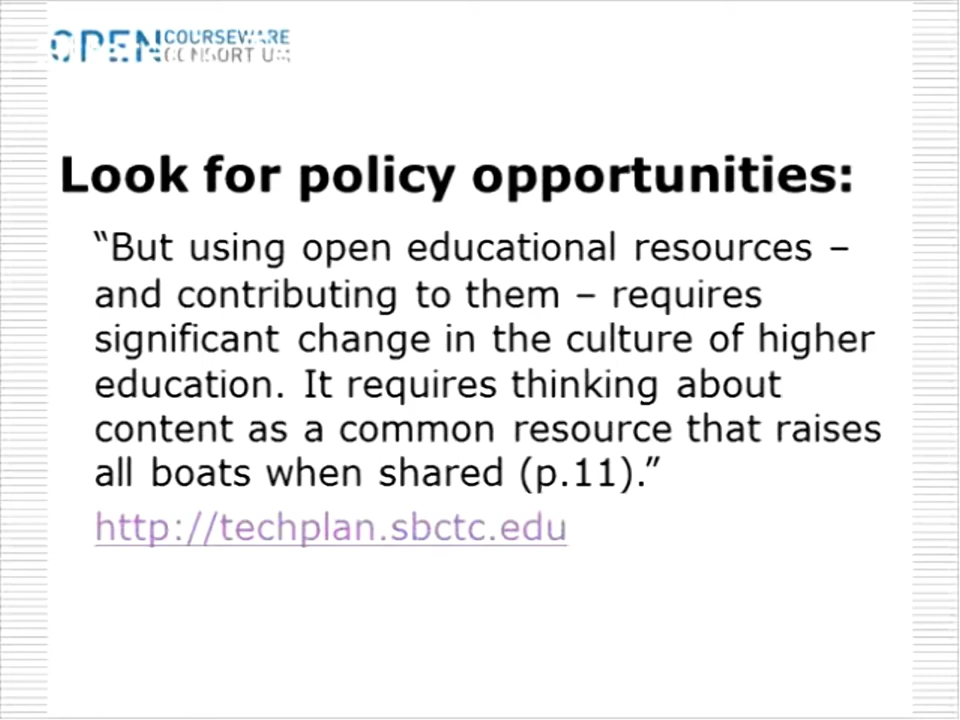 OPEN COURSEWARE
CONSORTIUM
Look for policy opportunities:
“But using open educational resources –
and contributing to them – requires
significant change in the culture of higher
education. It requires thinking about
content as a common resource that raises
all boats when shared (p.11).”
http://techplan.sbctc.edu